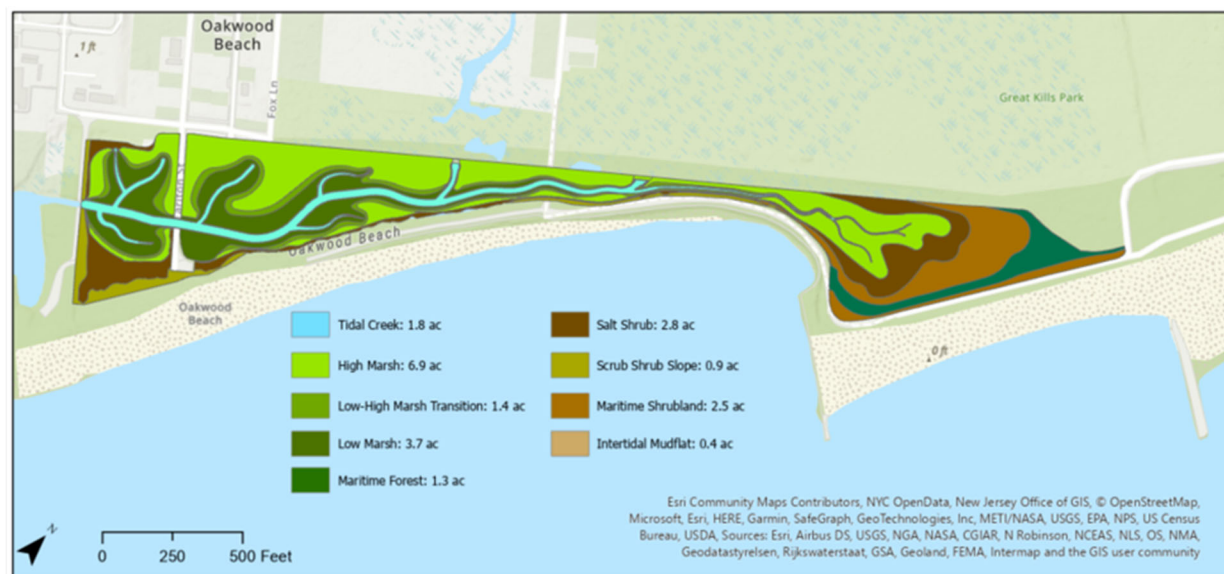 Oakwood
Beach
1 ft
Fox Ln
Great Kills Park
Oakwood Beach
Oakwood
Beach
0 ft
Tidal Creek: 1.8 ac
High Marsh: 6.9 ac
Low-High Marsh Transition: 1.4 ac
Low Marsh: 3.7 ac
Maritime Forest: 1.3 ac
Salt Shrub: 2.8 ac
Scrub Shrub Slope: 0.9 ac
Maritime Shrubland: 2.5 ac
Intertidal Mudflat: 0.4 ac
N
0 250 500 Feet
Esri Community Maps Contributors, NYC OpenData, New Jersey Office of GIS, © OpenStreetMap,
Microsoft, Esri, HERE, Garmin, SafeGraph, GeoTechnologies, Inc, METI/NASA, USGS, EPA, NPS, US Census
Bureau, USDA, Sources: Esri, Airbus DS, USGS, NGA, NASA, CGIAR, N Robinson, NCEAS, NLS, OS, NMA,
Geodatastyrelsen, Rijkswaterstaat, GSA, Geoland, FEMA, Intermap and the GIS user community